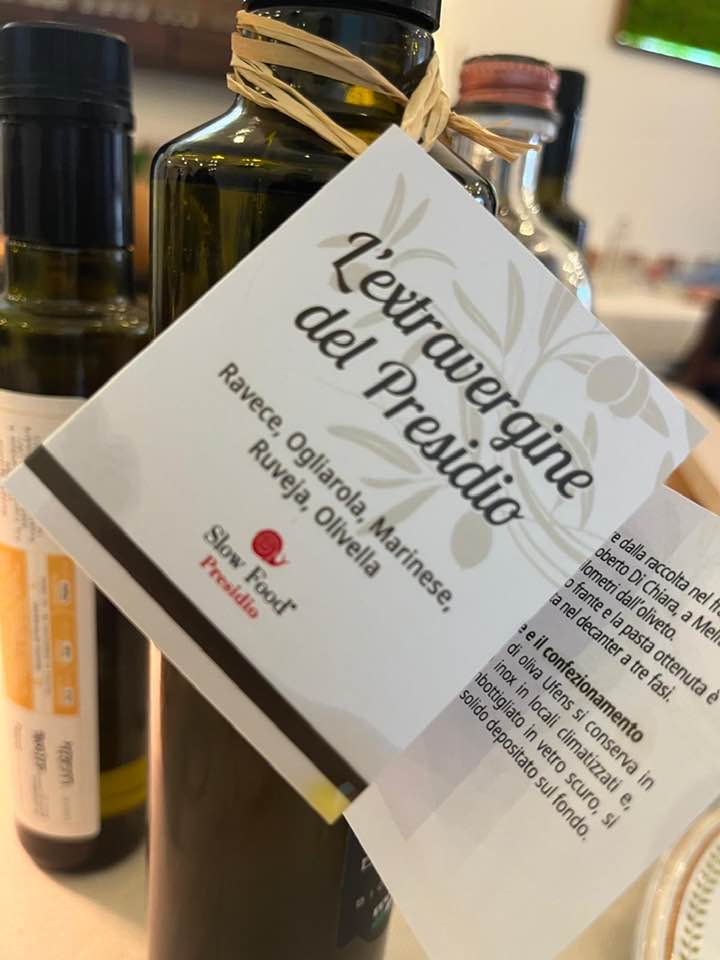 L'extravergine
del Presidio
Ravece, Ogliarola, Marinese,
Ruveja, Olivella
Slow Food®
Presidio
e dalla raccolta nel
oberto Di Chiara, a
lometri dall'oliveto.
o frante e la pasta ottenuta è
a nel decanter a tre fasi.
e il confezionamento
di oliva Ufens si conserva in
inox in locali climatizzati e,
mbottigliato in vetro scuro, si
solido depositato sul fondo.